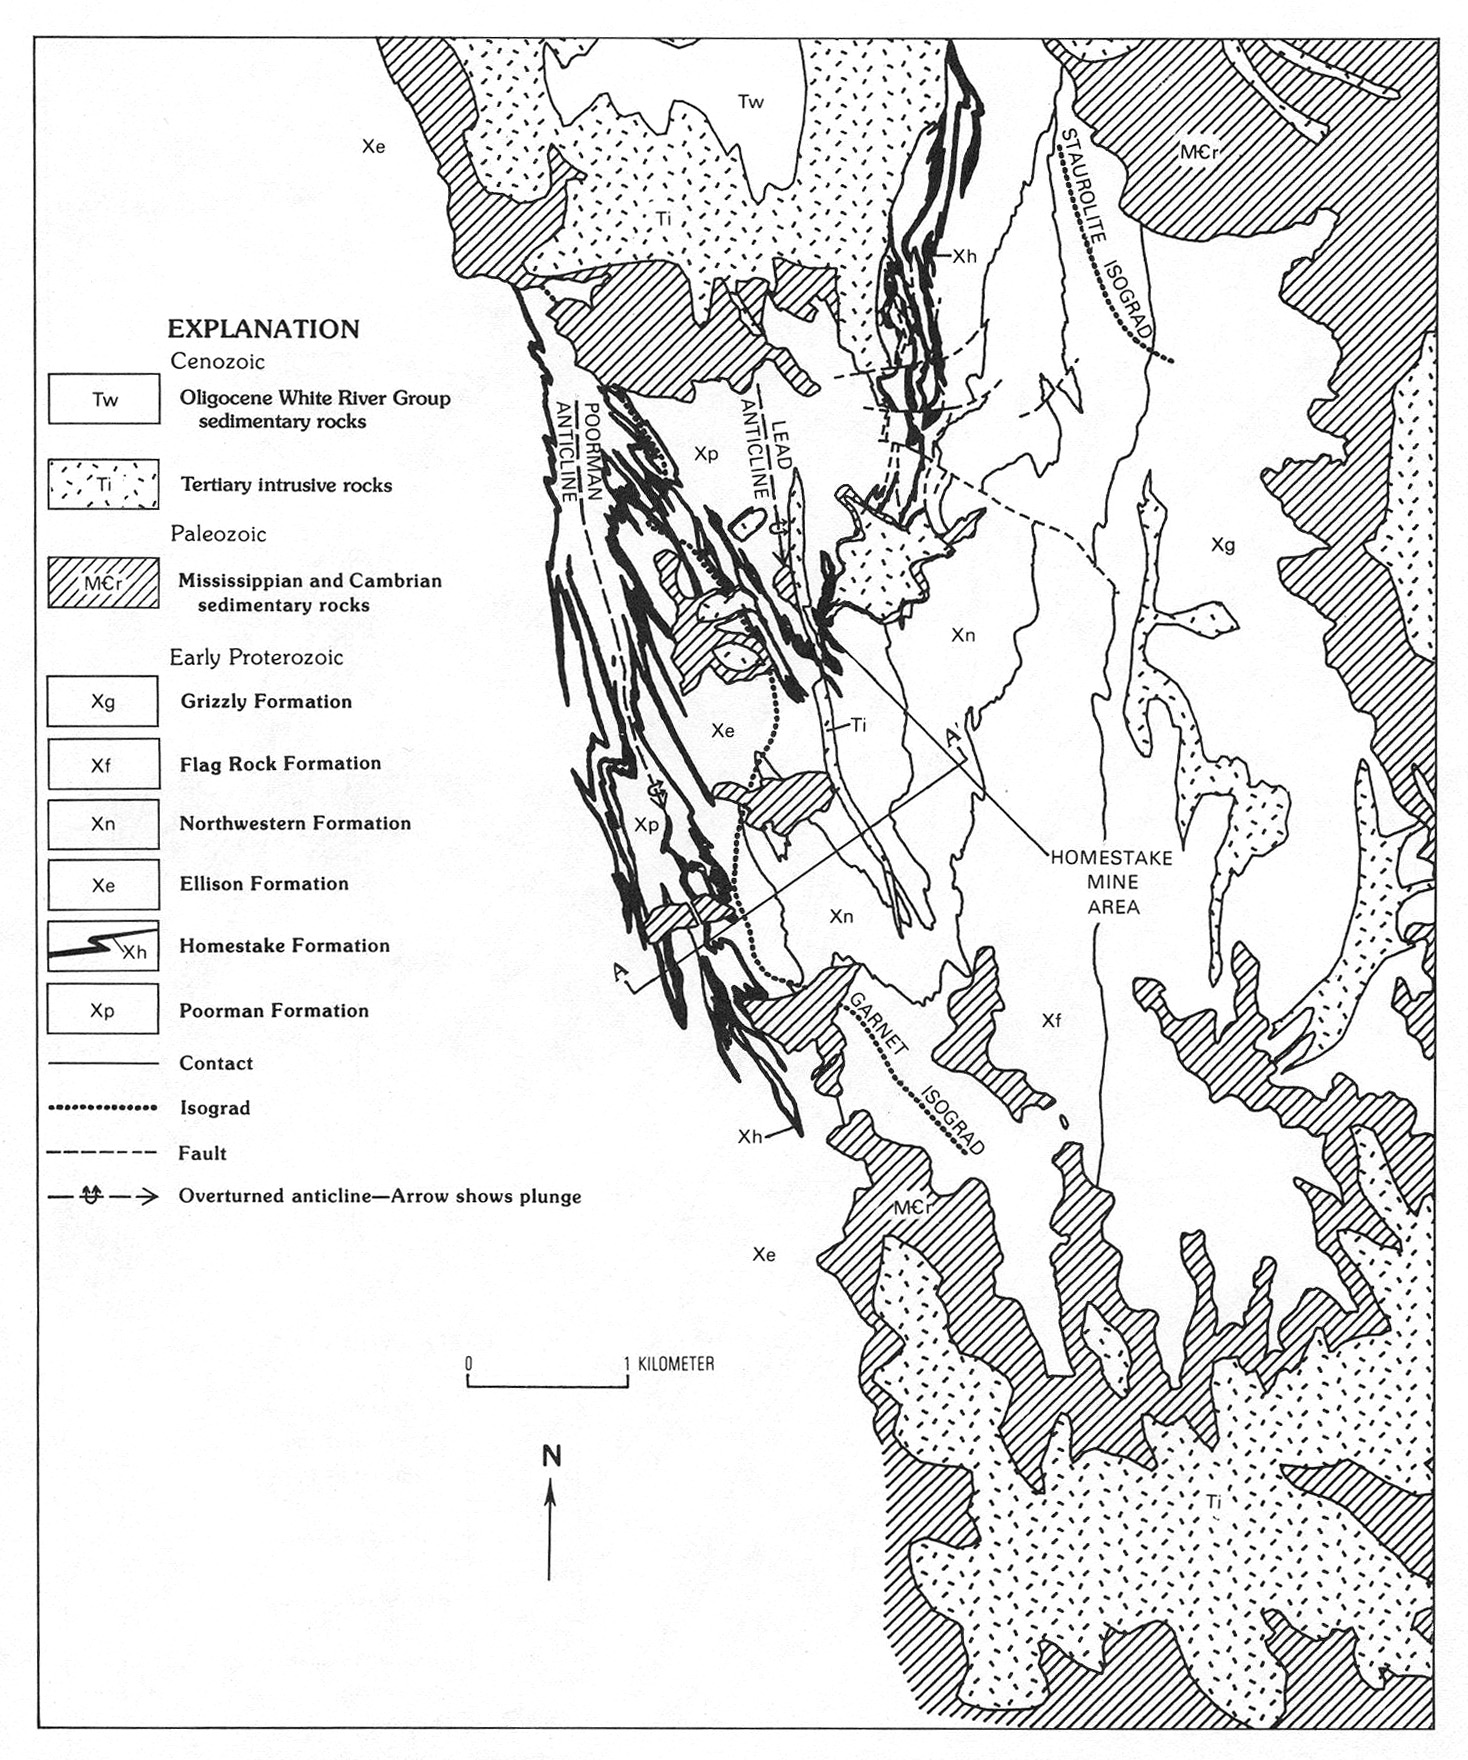 EXPLANATION
Cenozoic
Tw
Oligocene White River Group
sedimentary rocks
Ti
Tertiary intrusive rocks
Paleozoic
MꞒr
Mississippian and Cambrian
sedimentary rocks
Early Proterozoic
Xg
Grizzly Formation
Xf
Flag Rock Formation
Xn
Northwestern Formation
Xe
Ellison Formation
Xh
Homestake Formation
Xp
Poorman Formation
Contact
Isograd
Fault
Overturned anticline—Arrow shows plunge
Xe
Tw
Ti
Xh
STAUROLITE ISOGRAD
MꞒr
POORMAN
ANTICLINE
Xp
LEAD
ANTICLINE
Xg
Xn
Xe
Ti
A'
Xp
HOMESTAKE
MINE
AREA
Xn
A
GARNET ISOGRAD
Xf
Xh
MꞒr
Xe
0
1 KILOMETER
N
Ti